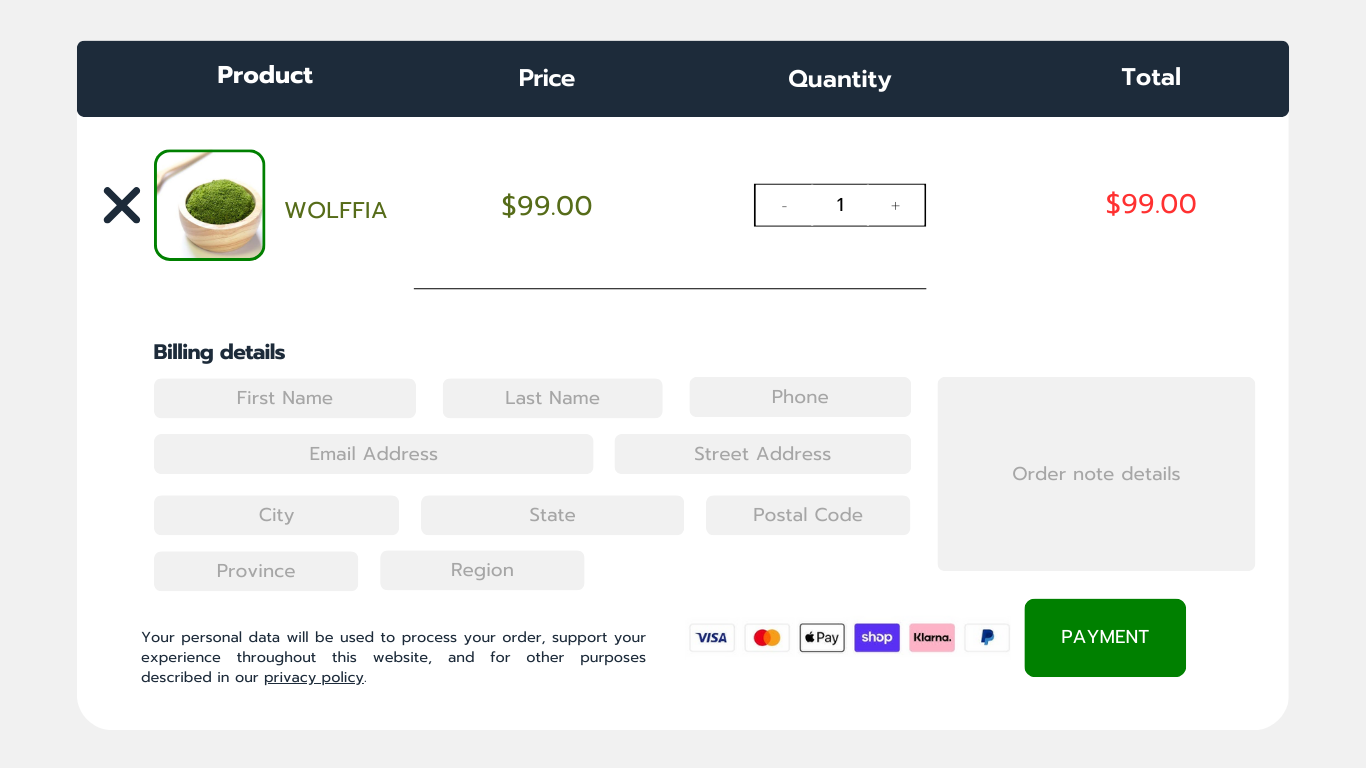 Product Price Quantity Total
WOLFFIA $99.00 - 1 + $99.00
Billing details
First Name Last Name Phone
Email Address Street Address
Order note details
City State Postal Code
Province Region
Your personal data will be used to process your order, support your
experience throughout this website, and for other purposes
described in our privacy policy.
VISA Pay shop Klarna.
PAYMENT